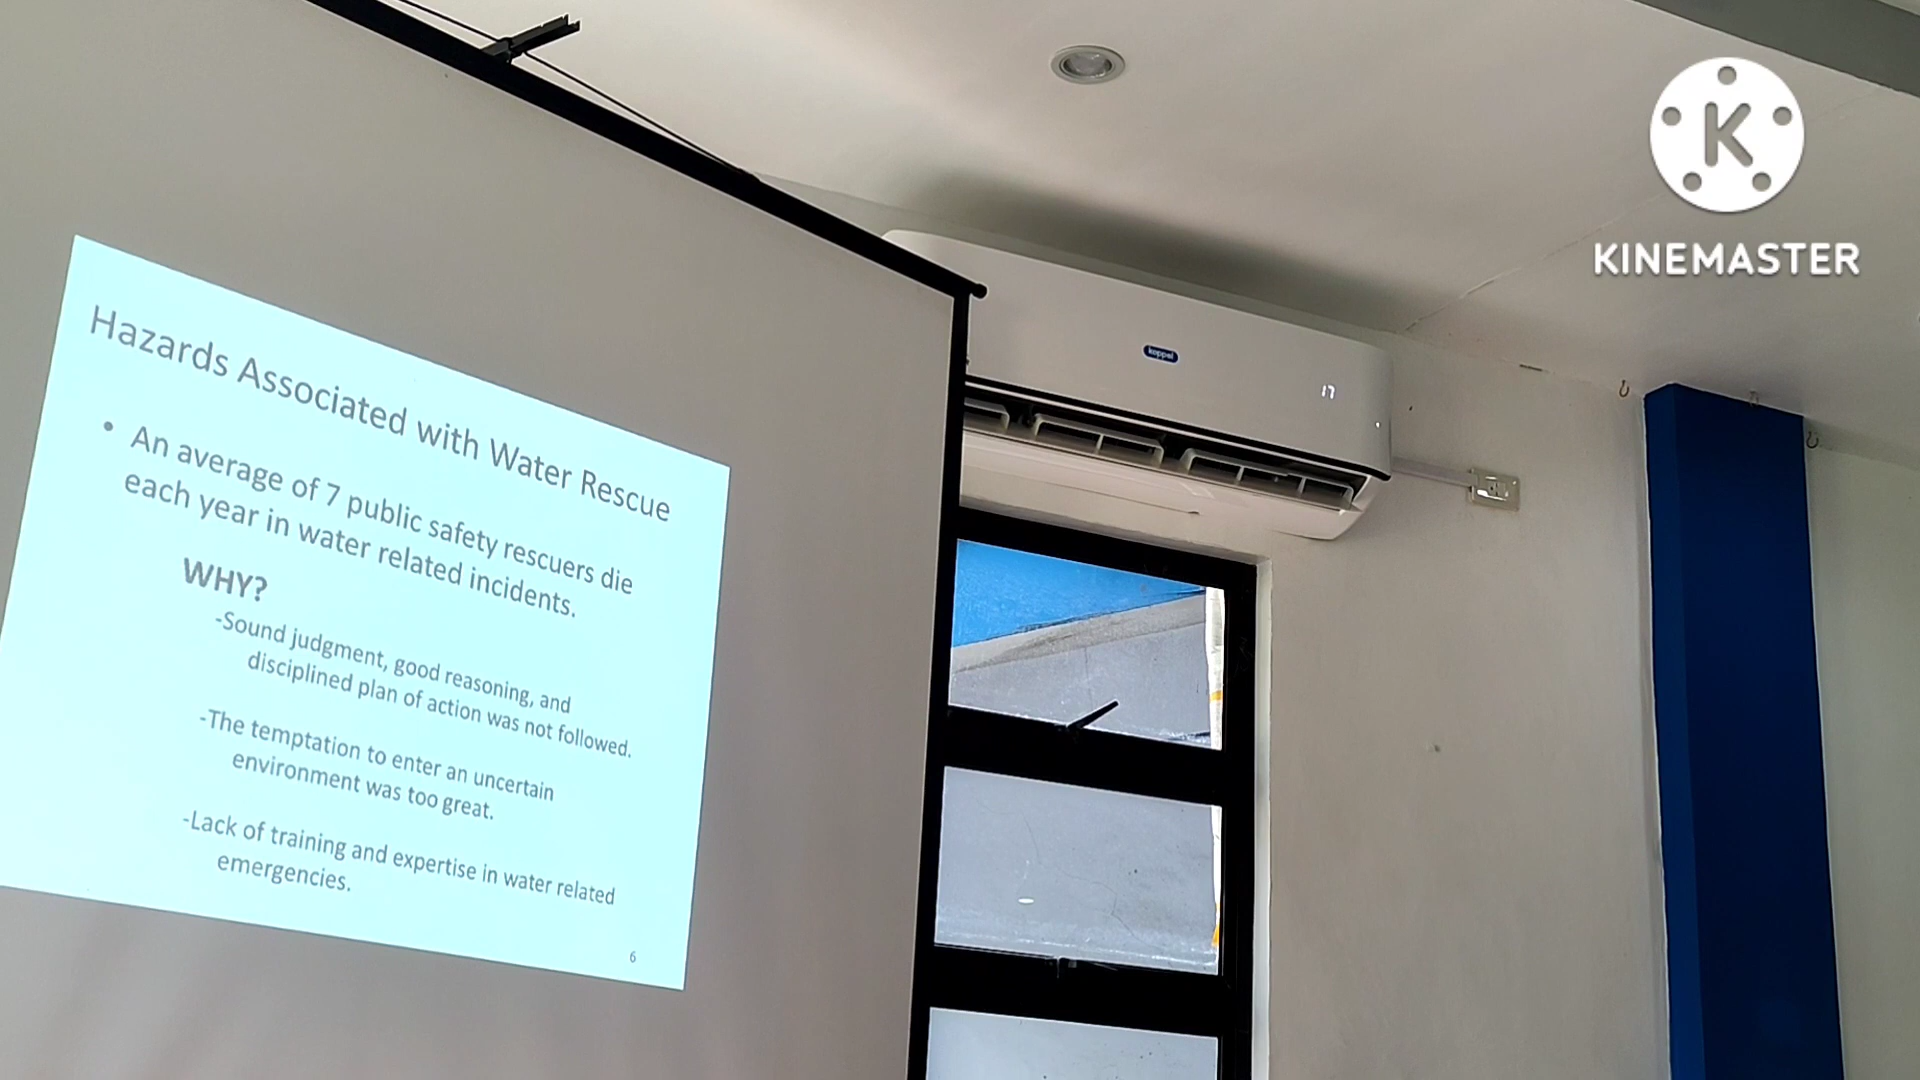 Hazards Associated with Water Rescue
• An average of 7 public safety rescuers die
each year in water related incidents.
WHY?
-Sound judgment, good reasoning, and
disciplined plan of action was not followed.
-The temptation to enter an uncertain
environment was too great.
-Lack of training and expertise in water related
emergencies.
6
koppel
17
K
KINEMASTER